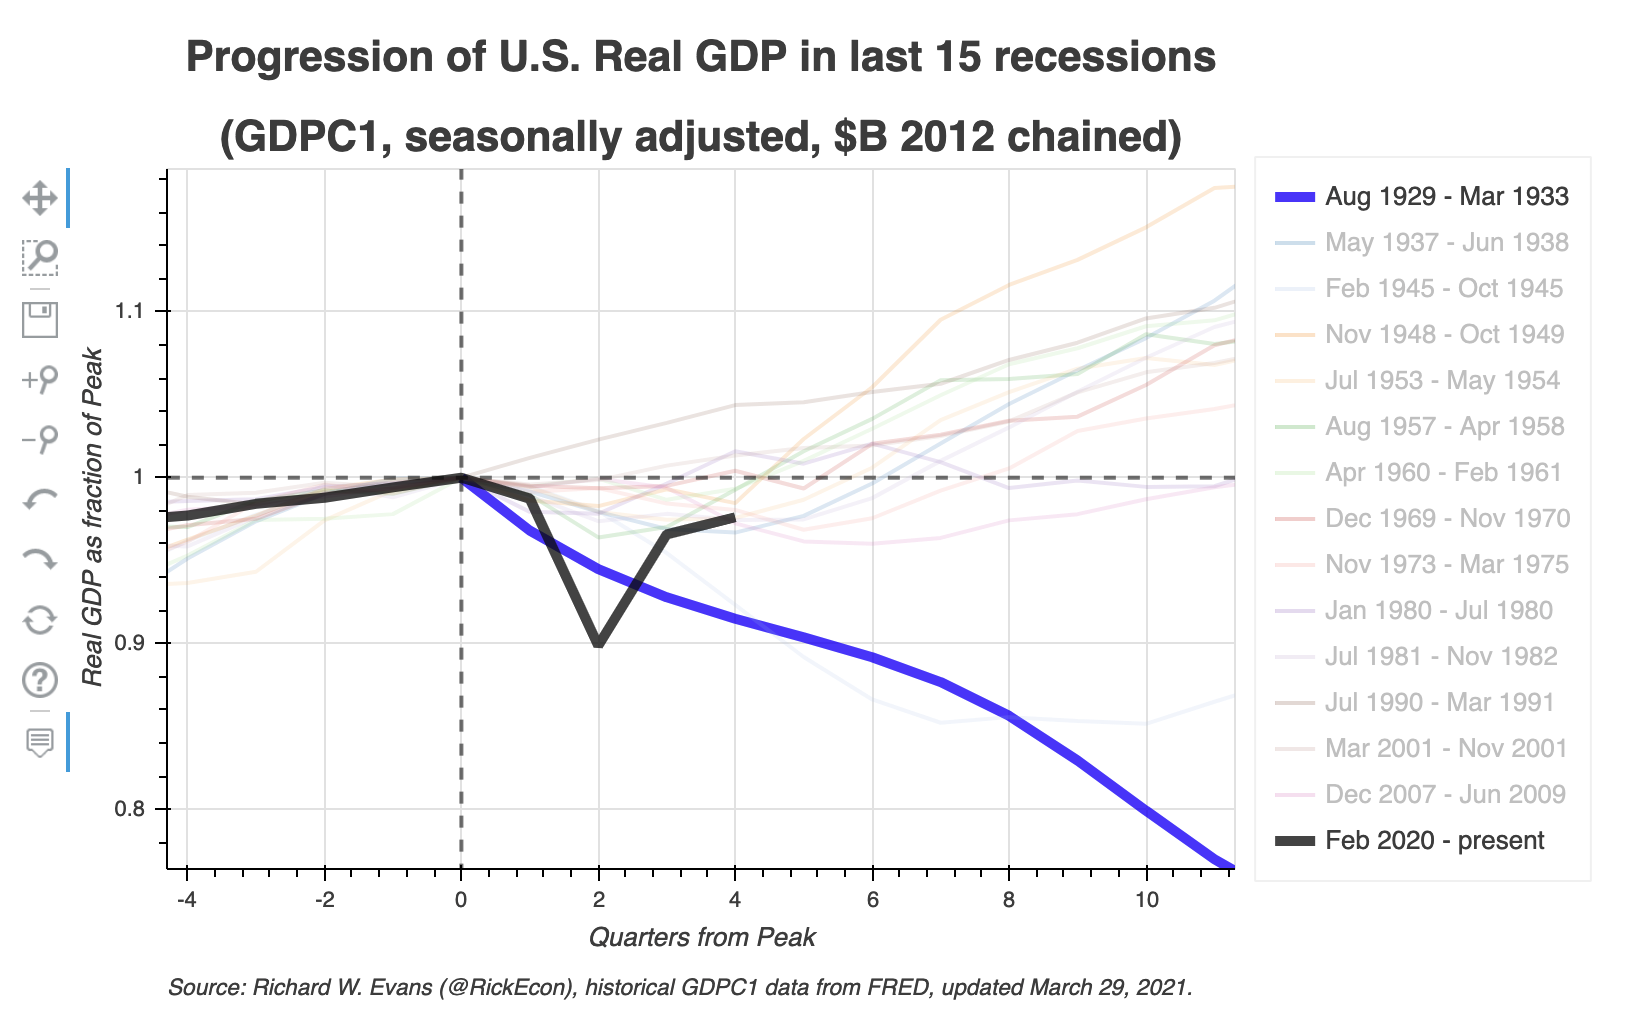 Progression of U.S. Real GDP in last 15 recessions
(GDPC1, seasonally adjusted, $B 2012 chained)
Real GDP as fraction of Peak
1.1
1
0.9
0.8
-4
-2
0
2
4
6
8
10
Quarters from Peak
Aug 1929 - Mar 1933
May 1937 - Jun 1938
Feb 1945 - Oct 1945
Nov 1948 - Oct 1949
Jul 1953 - May 1954
Aug 1957 - Apr 1958
Apr 1960 - Feb 1961
Dec 1969 - Nov 1970
Nov 1973 - Mar 1975
Jan 1980 - Jul 1980
Jul 1981 - Nov 1982
Jul 1990 - Mar 1991
Mar 2001 - Nov 2001
Dec 2007 - Jun 2009
Feb 2020 - present
Source: Richard W. Evans (@RickEcon), historical GDPC1 data from FRED, updated March 29, 2021.